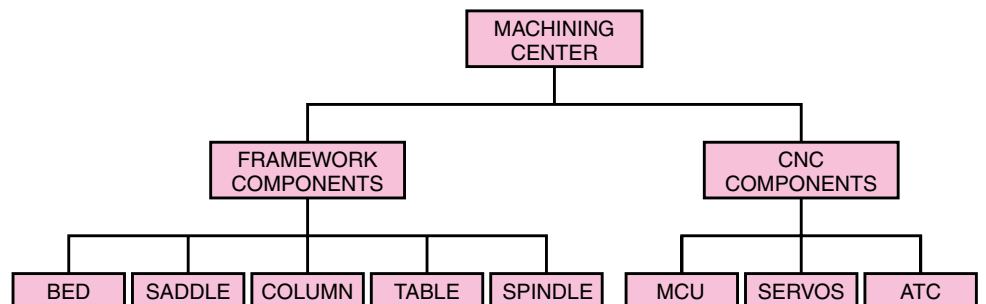 MACHINING
CENTER
FRAMEWORK
COMPONENTS
CNC
COMPONENTS
BED
SADDLE
COLUMN
TABLE
SPINDLE
MCU
SERVOS
ATC